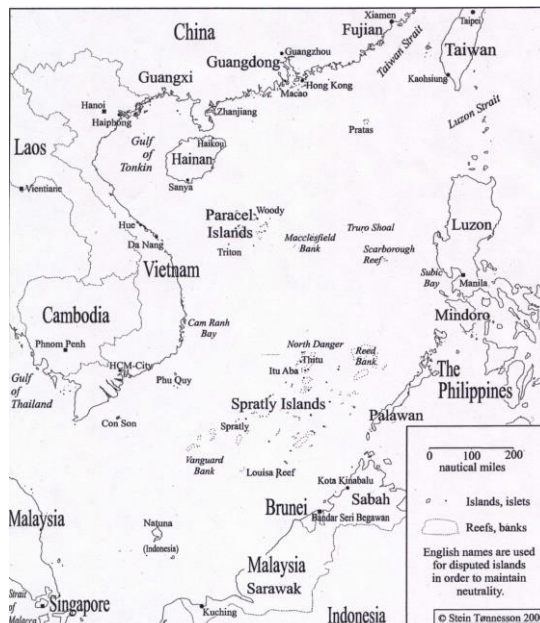 China
Fujian
Xiamen
Taipei
Taiwan Strait
Taiwan
Guangdong
Guangzhou
Guangxi
Macao
Hong Kong
Kaohsiung
Hanoi
Haiphong
Zhanjiang
Luzon Strait
Pratas
Laos
Gulf
of
Tonkin
Haikou
Hainan
Sanya
Vientiane
Hue
Da Nang
Paracel
Islands
Woody
Triton
Macclesfield
Bank
Truro Shoal
Scarborough
Reef
Luzon
Subic
Bay
Manila
Vietnam
Mindoro
Cambodia
Phnom Penh
Cam Ranh
Bay
North Danger
Thitu
Itu Aba
Reed
Bank
The
Philippines
HCM-City
Phu Quy
Gulf
of
Thailand
Con Son
Spratly Islands
Palawan
Spratly
Vanguard
Bank
Louisa Reef
Kota Kinabalu
Sabah
Brunei
Bandar Seri Begawan
Malaysia
Natuna
(Indonesia)
Malaysia
Sarawak
Strait
of
Malacca
Singapore
Kuching
Indonesia
0 100 200
nautical miles
Islands, islets
Reefs, banks
English names are used
for disputed islands
in order to maintain
neutrality.
© Stein Tønnesson 200